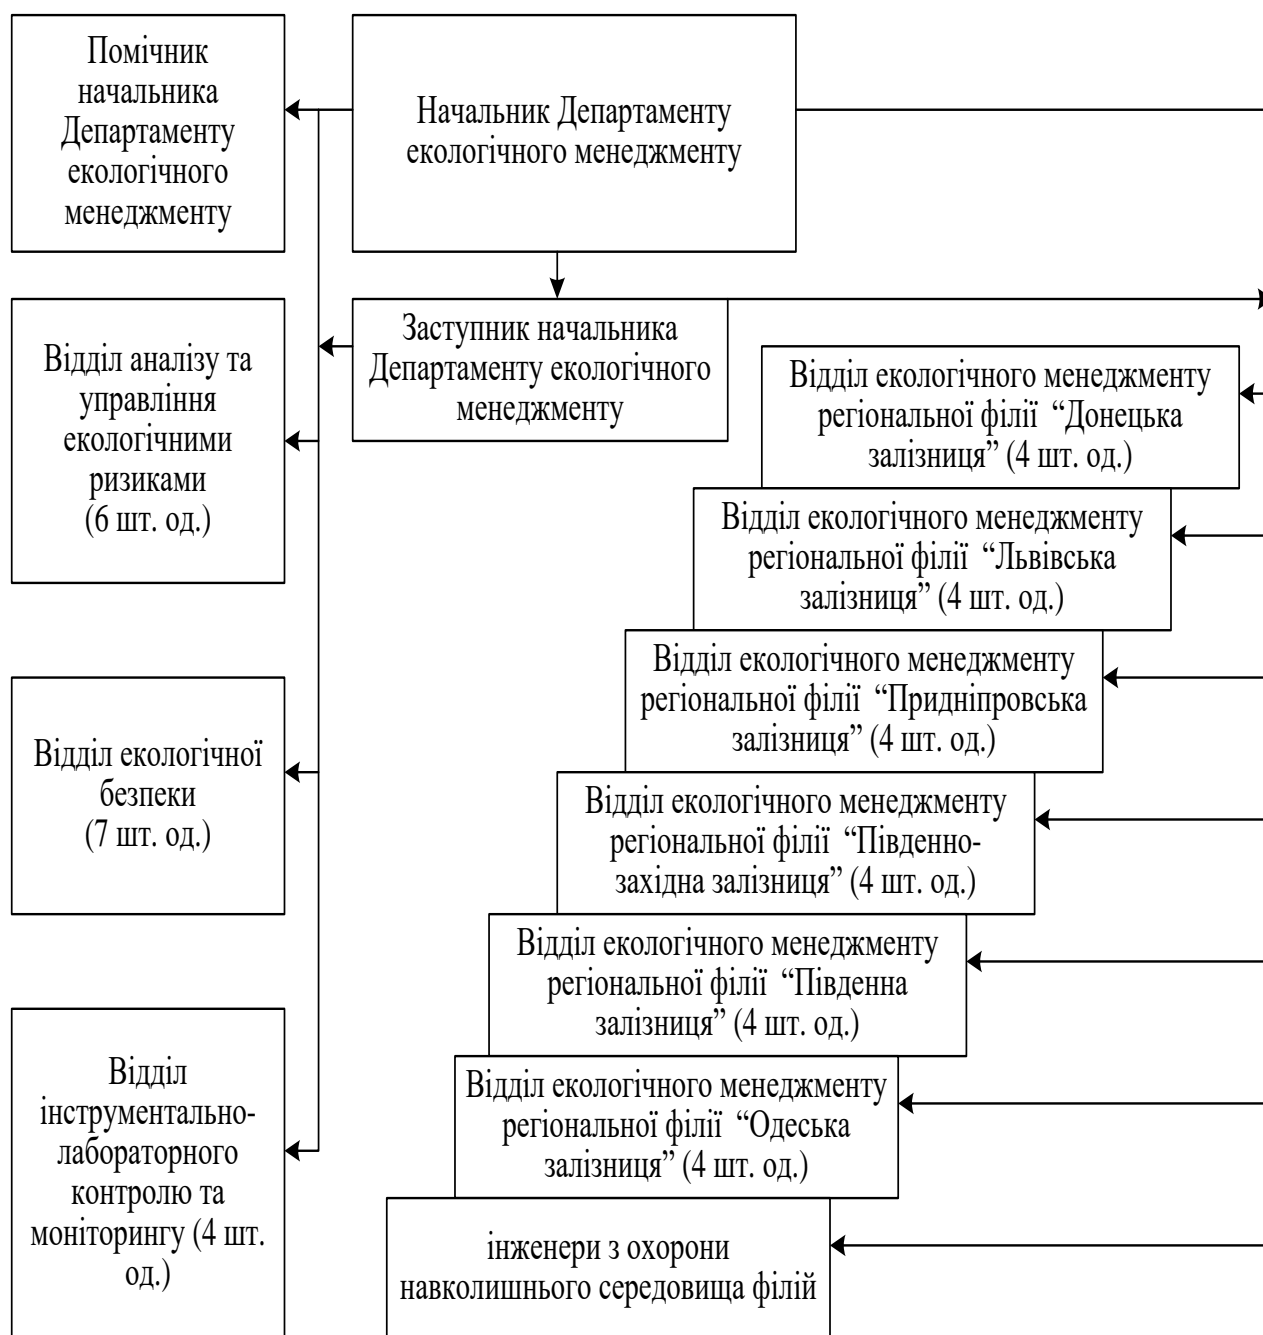 Помічник
начальника
Департаменту
екологічного
менеджменту
Начальник Департаменту
екологічного менеджменту
Відділ аналізу та
управління
екологічними
ризиками
(6 шт. од.)
Заступник начальника
Департаменту екологічного
менеджменту
Відділ екологічного менеджменту
регіональної філії “Донецька
залізниця” (4 шт. од.)
Відділ екологічного менеджменту
регіональної філії “Львівська
залізниця” (4 шт. од.)
Відділ екологічного менеджменту
регіональної філії “Придніпровська
залізниця” (4 шт. од.)
Відділ екологічної
безпеки
(7 шт. од.)
Відділ екологічного менеджменту
регіональної філії “Південно-
західна залізниця” (4 шт. од.)
Відділ екологічного менеджменту
регіональної філії “Південна
залізниця” (4 шт. од.)
Відділ
інструментально-
лабораторного
контролю та
моніторингу (4 шт.
од.)
Відділ екологічного менеджменту
регіональної філії “Одеська
залізниця” (4 шт. од.)
інженери з охорони
навколишнього середовища філій